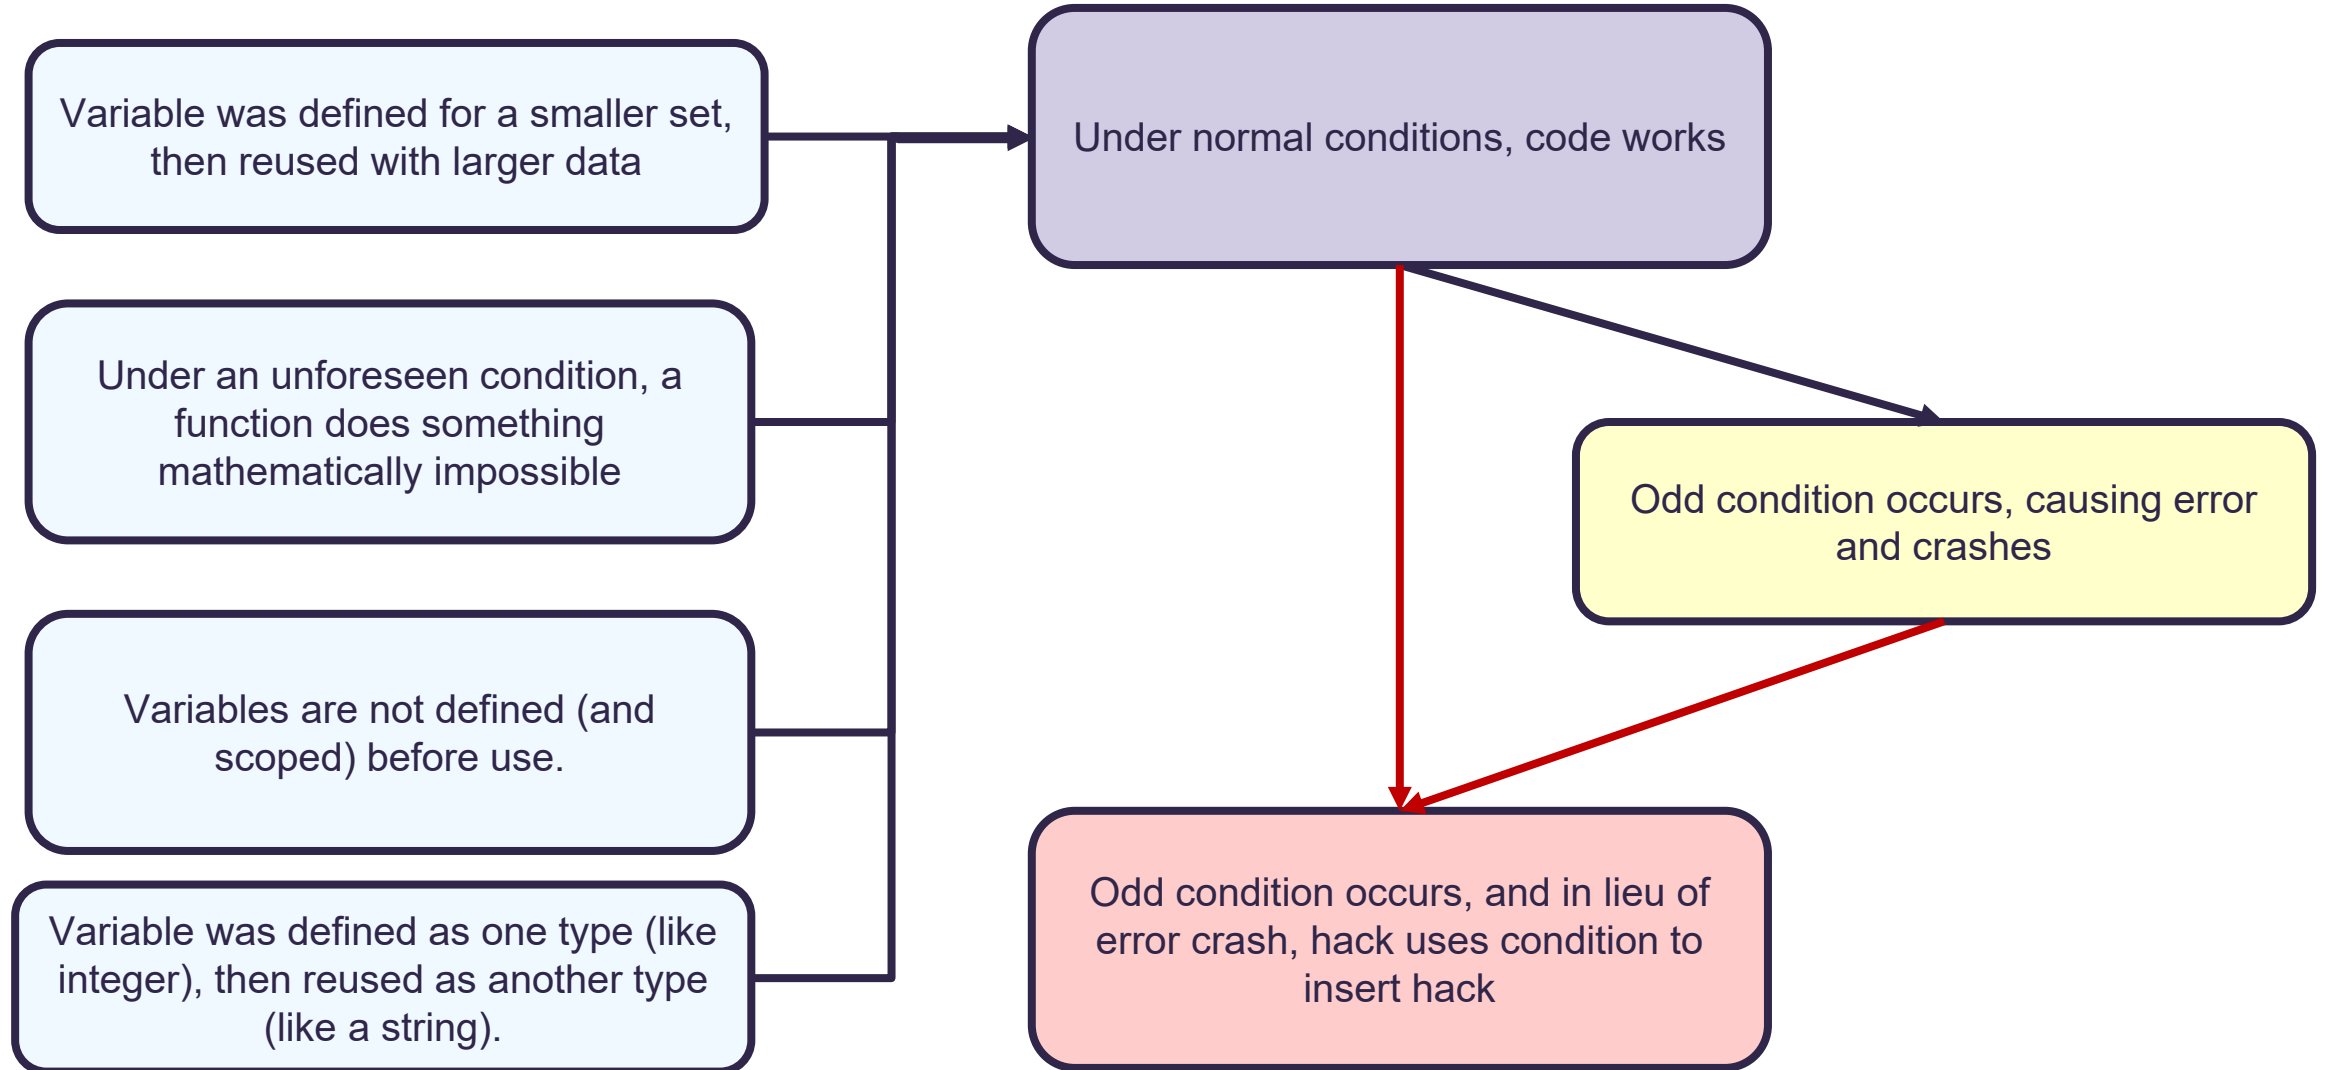 Variable was defined for a smaller set,
then reused with larger data
Under an unforeseen condition, a
function does something
mathematically impossible
Variables are not defined (and
scoped) before use.
Variable was defined as one type (like
integer), then reused as another type
(like a string).
Under normal conditions, code works
Odd condition occurs, causing error
and crashes
Odd condition occurs, and in lieu of
error crash, hack uses condition to
insert hack